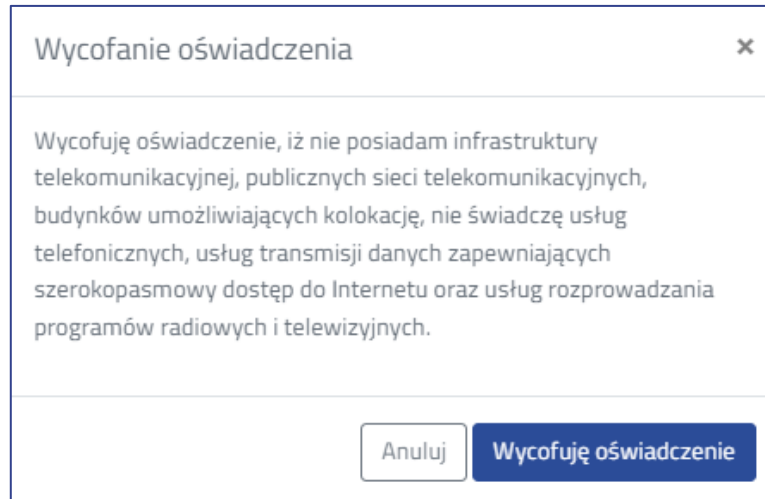 Wycofanie oświadczenia ×
Wycofuję oświadczenie, iż nie posiadam infrastruktury
telekomunikacyjnej, publicznych sieci telekomunikacyjnych,
budynków umożliwiających kolokację, nie świadczę usług
telefonicznych, usług transmisji danych zapewniających
szerokopasmowy dostęp do Internetu oraz usług rozprowadzania
programów radiowych i telewizyjnych.
Anuluj Wycofuję oświadczenie